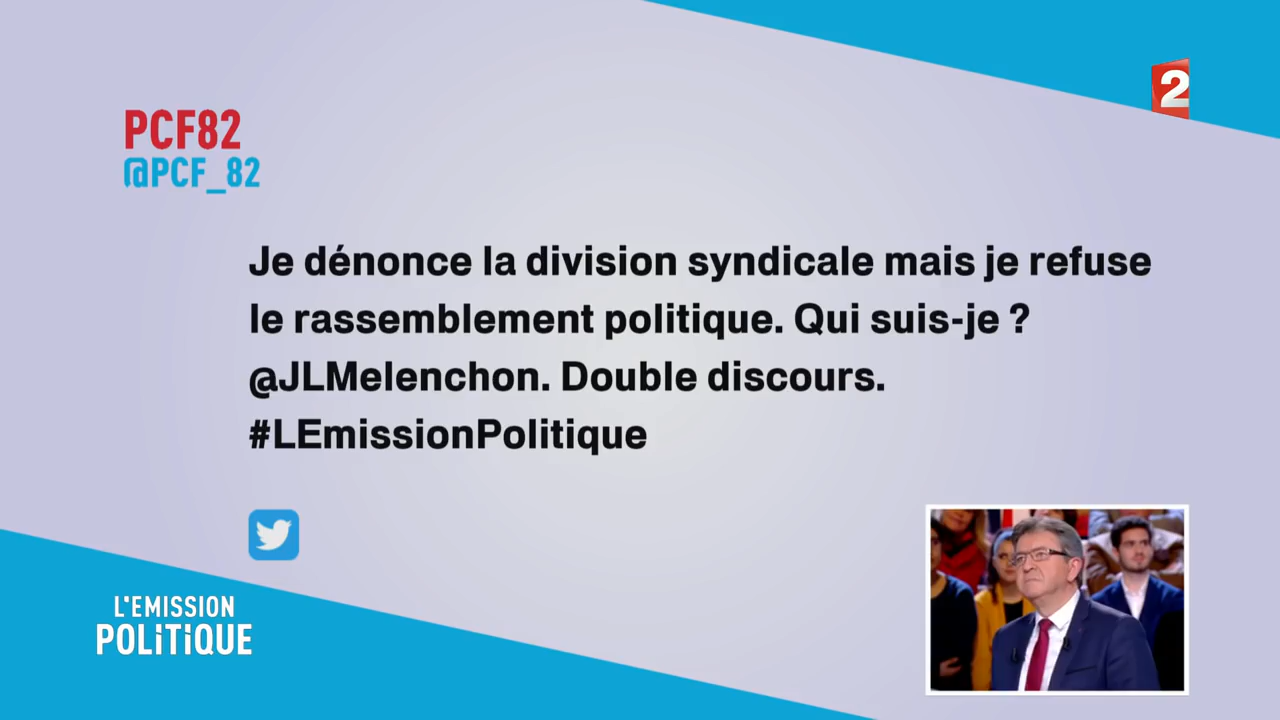 2
PCF82
@PCF_82
Je dénonce la division syndicale mais je refuse
le rassemblement politique. Qui suis-je ?
@JLMelenchon. Double discours.
#LEmissionPolitique
L'EMISSION
POLiTiQUE